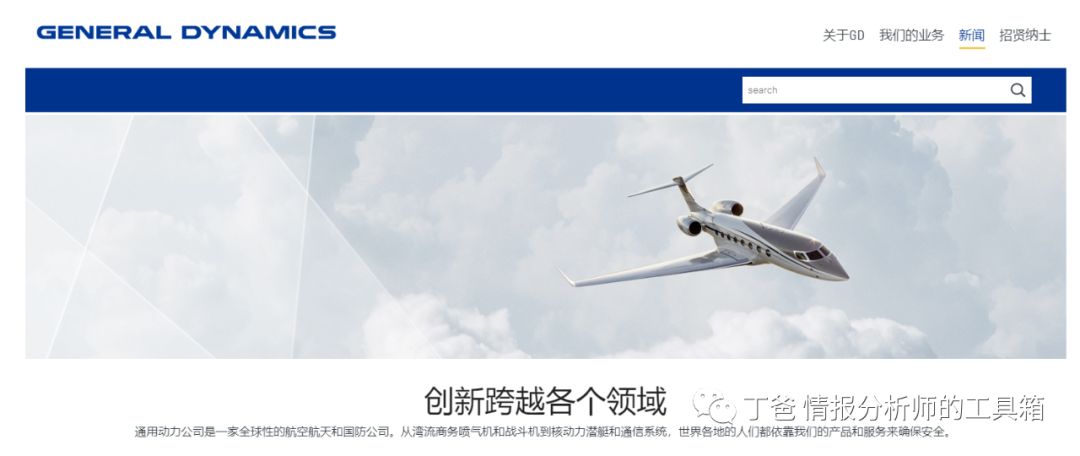 GENERAL DYNAMICS
关于GD 我们的业务 新闻 招贤纳士
search
创新跨越各个领域
丁爸 情报分析师的工具箱
通用动力公司是一家全球性的航空航天和国防公司。从湾流商务喷气机和战斗机到核动力潜艇和通信系统，世界各地的人们都依靠我们的产品和服务来确保安全。